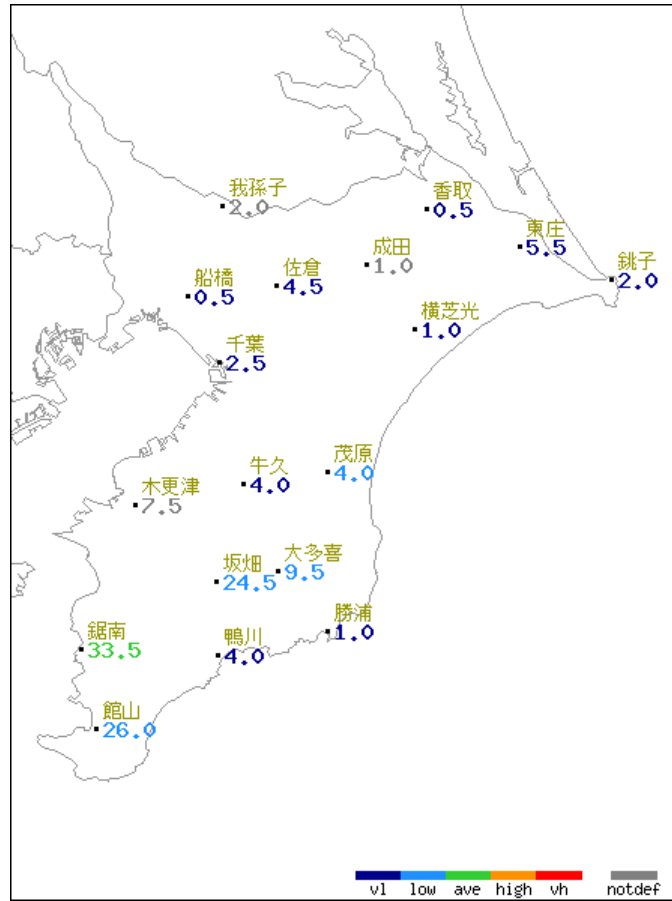 我孫子
2.0
香取
0.5
東庄
5.5
成田
1.0
銚子
2.0
佐倉
4.5
船橋
0.5
横芝光
1.0
千葉
2.5
茂原
4.0
牛久
4.0
木更津
7.5
大多喜
9.5
坂畑
24.5
勝浦
1.0
鋸南
33.5
鴨川
4.0
館山
26.0
vl low ave high vh notdef